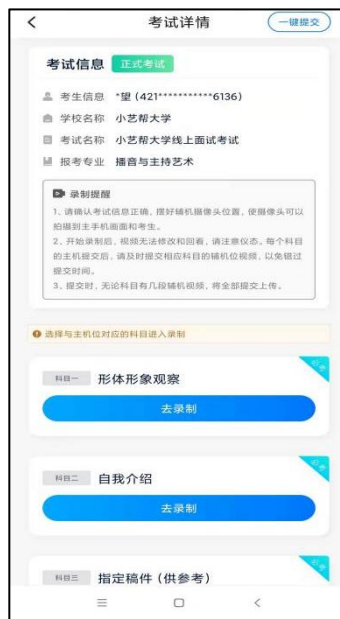 考试详情
一键提交
考试信息 正式考试
考生信息 *望 (421***********6136)
学校名称 小艺帮大学
考试名称 小艺帮大学线上面试考试
报考专业 播音与主持艺术
录制提醒
1、请确认考试信息正确，摆好辅机摄像头位置，使摄像头可以
拍摄到主手机画面和考生。
2、开始录制后，视频无法修改和回看，请注意仪态。每个科目
的主机提交后，请及时提交相应科目的辅机位视频，以免错过
提交时间。
3、提交时，无论科目有几段辅机视频，将全部提交上传。
选择与主机位对应的科目进入录制
必考
科目一 形体形象观察
去录制
必考
科目二 自我介绍
去录制
必考
科目三 指定稿件 (供参考)